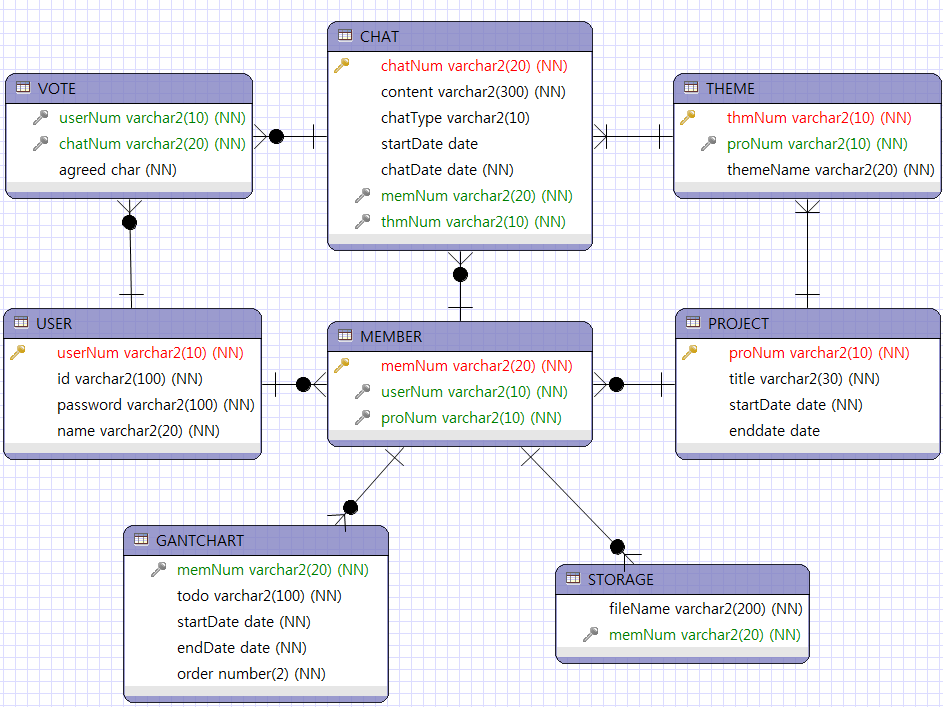 CHAT
chatNum varchar2(20) (NN)
content varchar2(300) (NN)
chatType varchar2(10)
startDate date
chatDate date (NN)
memNum varchar2(20) (NN)
thmNum varchar2(10) (NN)
VOTE
userNum varchar2(10) (NN)
chatNum varchar2(20) (NN)
agreed char (NN)
THEME
thmNum varchar2(10) (NN)
proNum varchar2(10) (NN)
themeName varchar2(20) (NN)
USER
userNum varchar2(10) (NN)
id varchar2(100) (NN)
password varchar2(100) (NN)
name varchar2(20) (NN)
MEMBER
memNum varchar2(20) (NN)
userNum varchar2(10) (NN)
proNum varchar2(10) (NN)
PROJECT
proNum varchar2(10) (NN)
title varchar2(30) (NN)
startDate date (NN)
enddate date
GANTCHART
memNum varchar2(20) (NN)
todo varchar2(100) (NN)
startDate date (NN)
endDate date (NN)
order number(2) (NN)
STORAGE
fileName varchar2(200) (NN)
memNum varchar2(20) (NN)